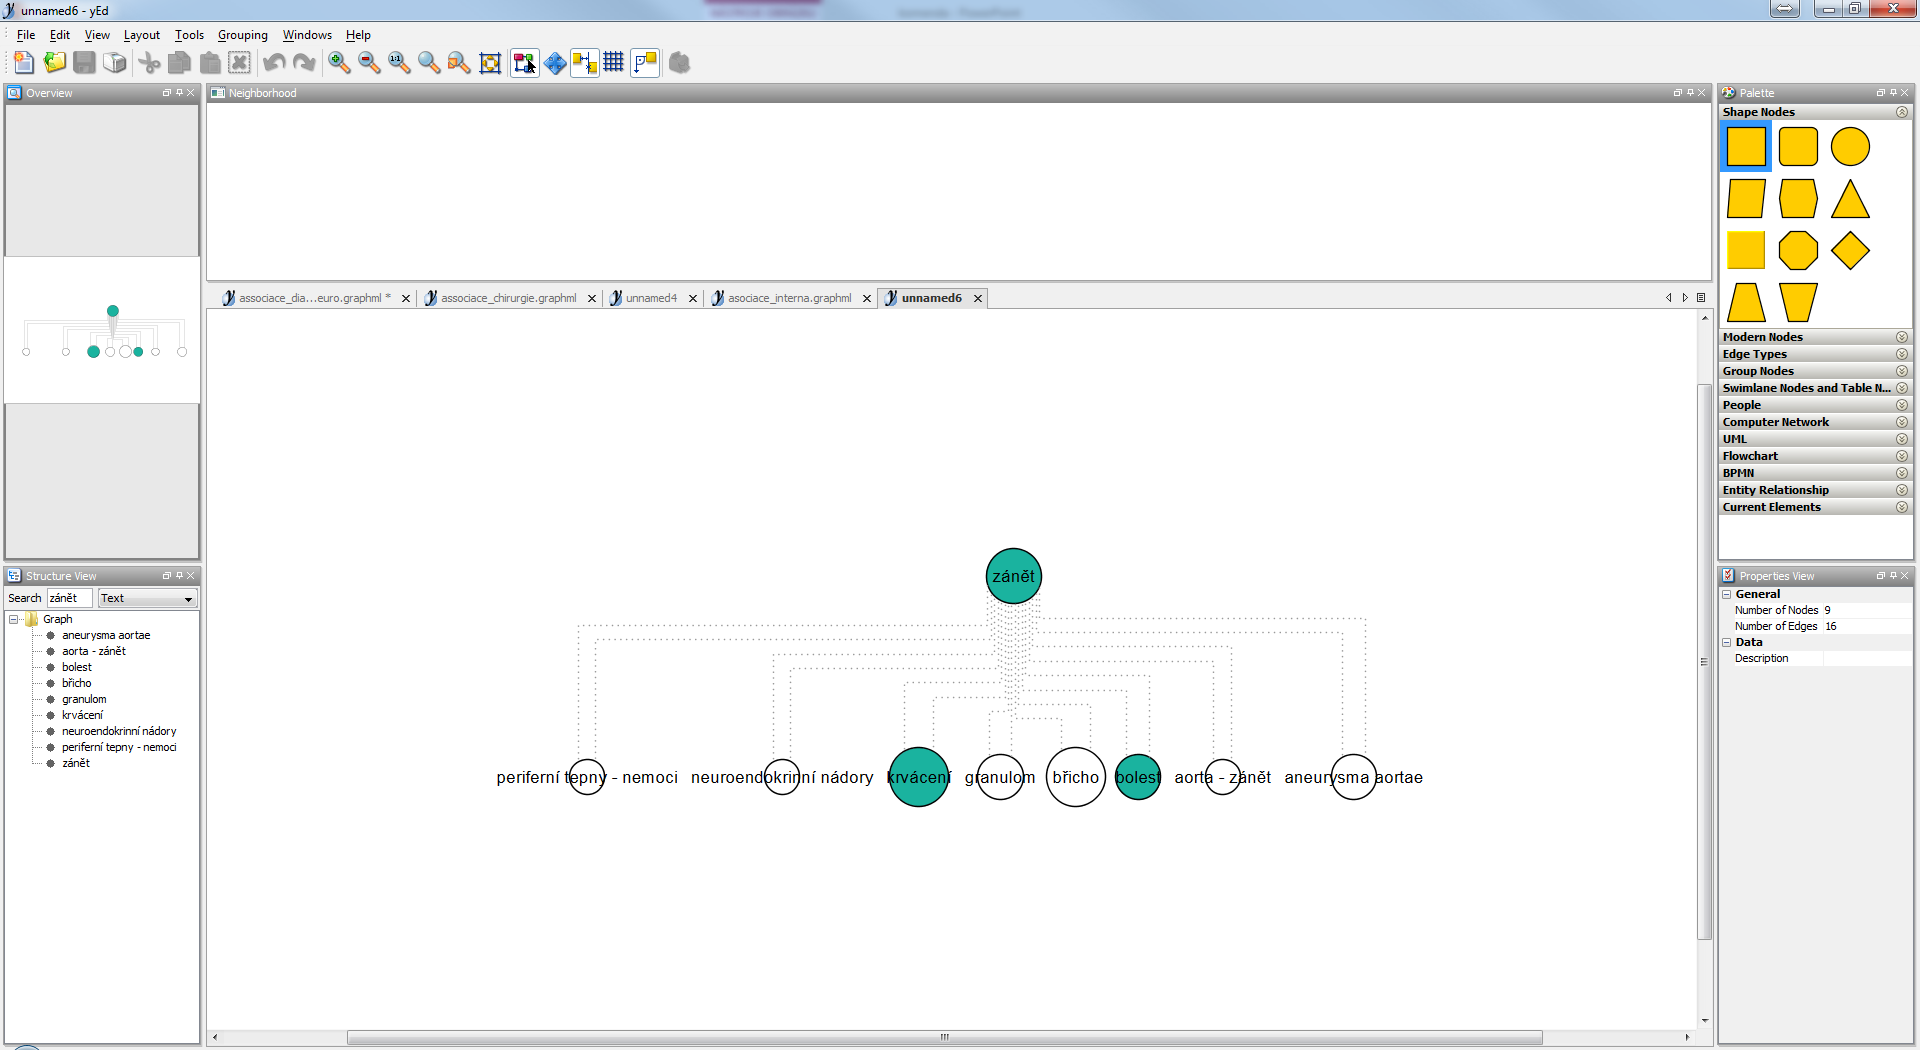 unnamed6 - yEd
File Edit View Layout Tools Grouping Windows Help
1:1
Overview
Neighborhood
Palette
Shape Nodes
Modern Nodes
Edge Types
Group Nodes
Swimlane Nodes and Table N...
People
Computer Network
UML
Flowchart
BPMN
Entity Relationship
Current Elements
associace_dia...euro.graphml *
associace_chirurgie.graphml
unnamed4
asociace_interna.graphml
unnamed6
zánět
periferní tepny - nemoci
neuroendokrinní nádory
krvácení
granulom
břicho
bolest
aorta - zánět
aneurysma aortae
Structure View
Search zánět Text
Graph
aneurysma aortae
aorta - zánět
bolest
břicho
granulom
krvácení
neuroendokrinní nádory
periferní tepny - nemoci
zánět
Properties View
General
Number of Nodes 9
Number of Edges 16
Data
Description